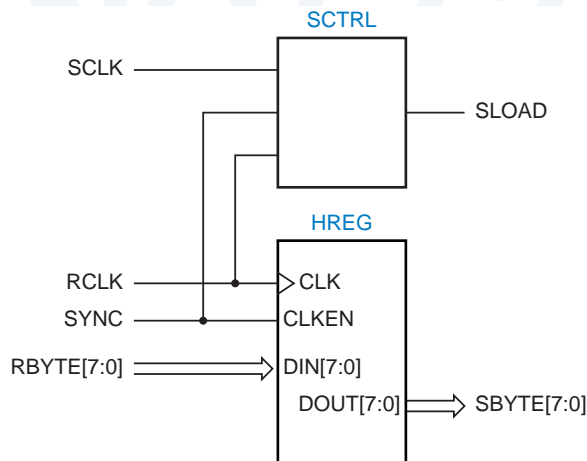 SCTRL
SCLK
SLOAD
HREG
RCLK
CLK
SYNC
CLKEN
RBYTE[7:0]
DIN[7:0]
DOUT[7:0]
SBYTE[7:0]